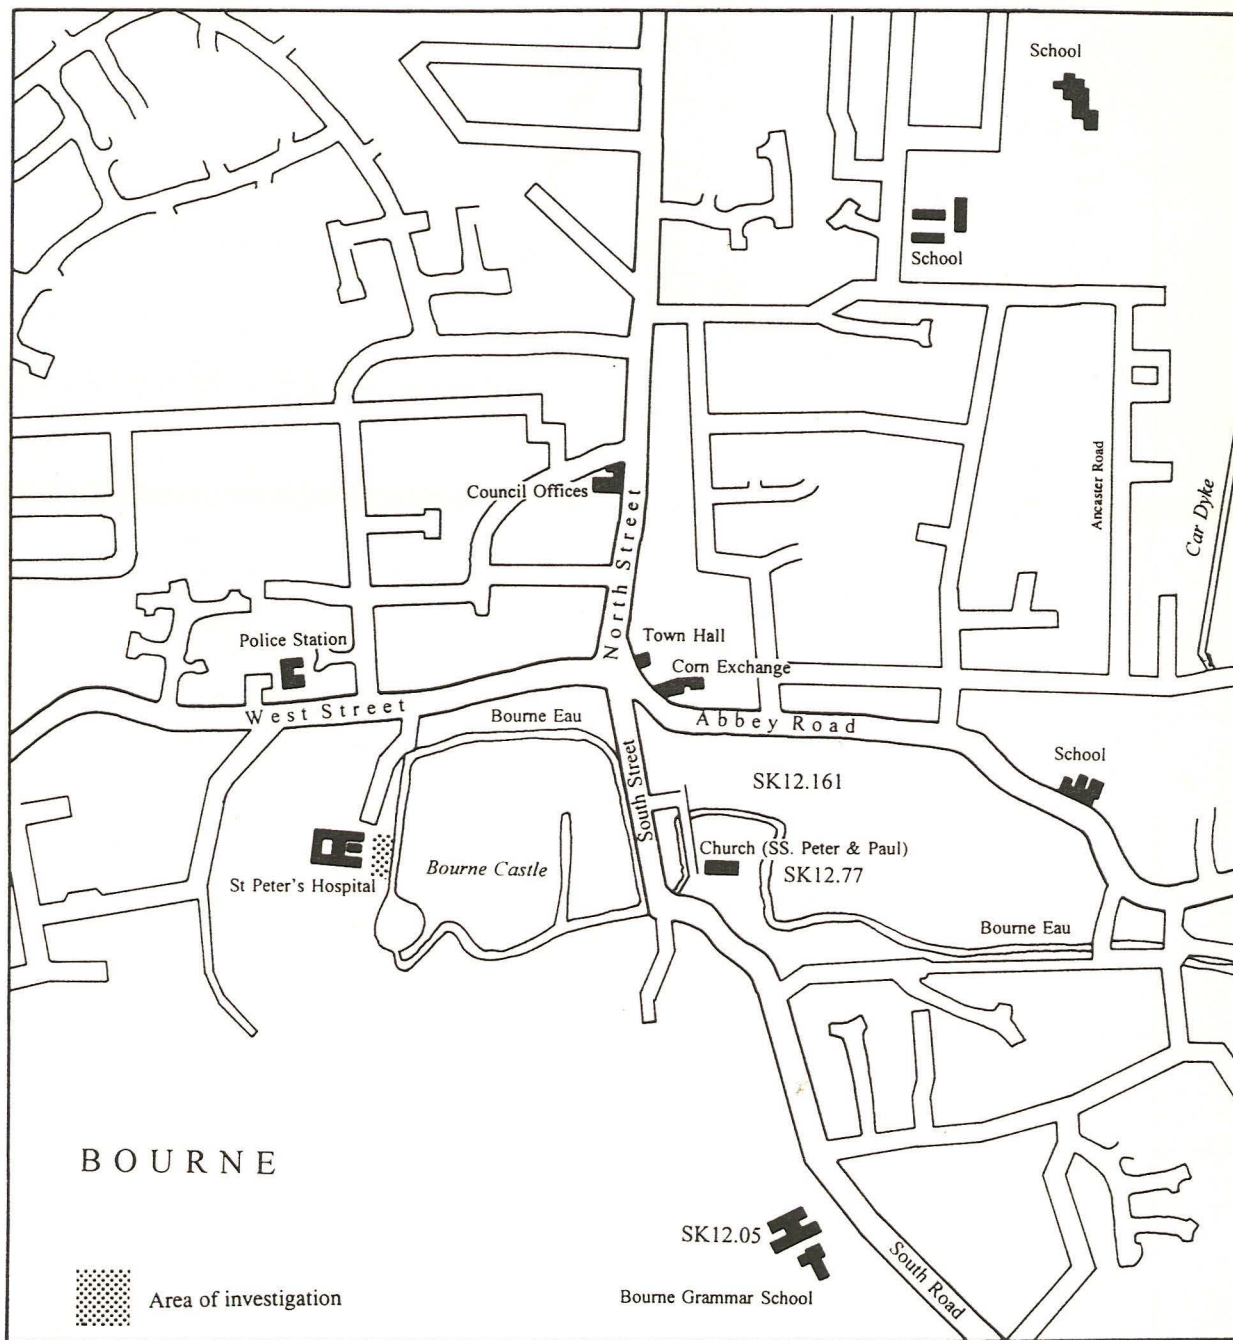 School
School
Council Offices
North Street
Ancaster Road
Car Dyke
Police Station
Town Hall
Corn Exchange
West Street
Bourne Eau
Abbey Road
South Street
School
SK12.161
Church (SS. Peter & Paul)
SK12.77
Bourne Castle
St Peter's Hospital
Bourne Eau
BOURNE
SK12.05
South Road
Area of investigation
Bourne Grammar School